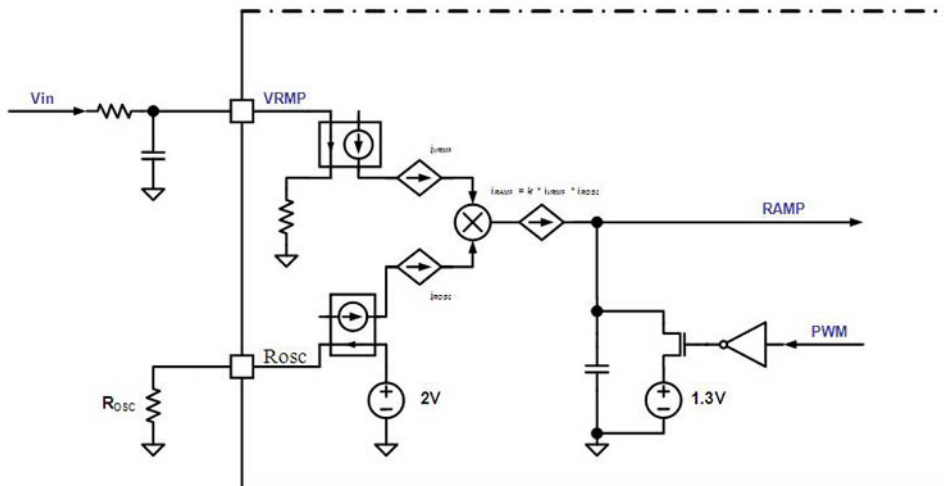 Vin
VRMP
iVRMP
iRAMP = k * iVRMP * iROSC
RAMP
iROSC
Rosc
PWM
ROSC
2V
1.3V